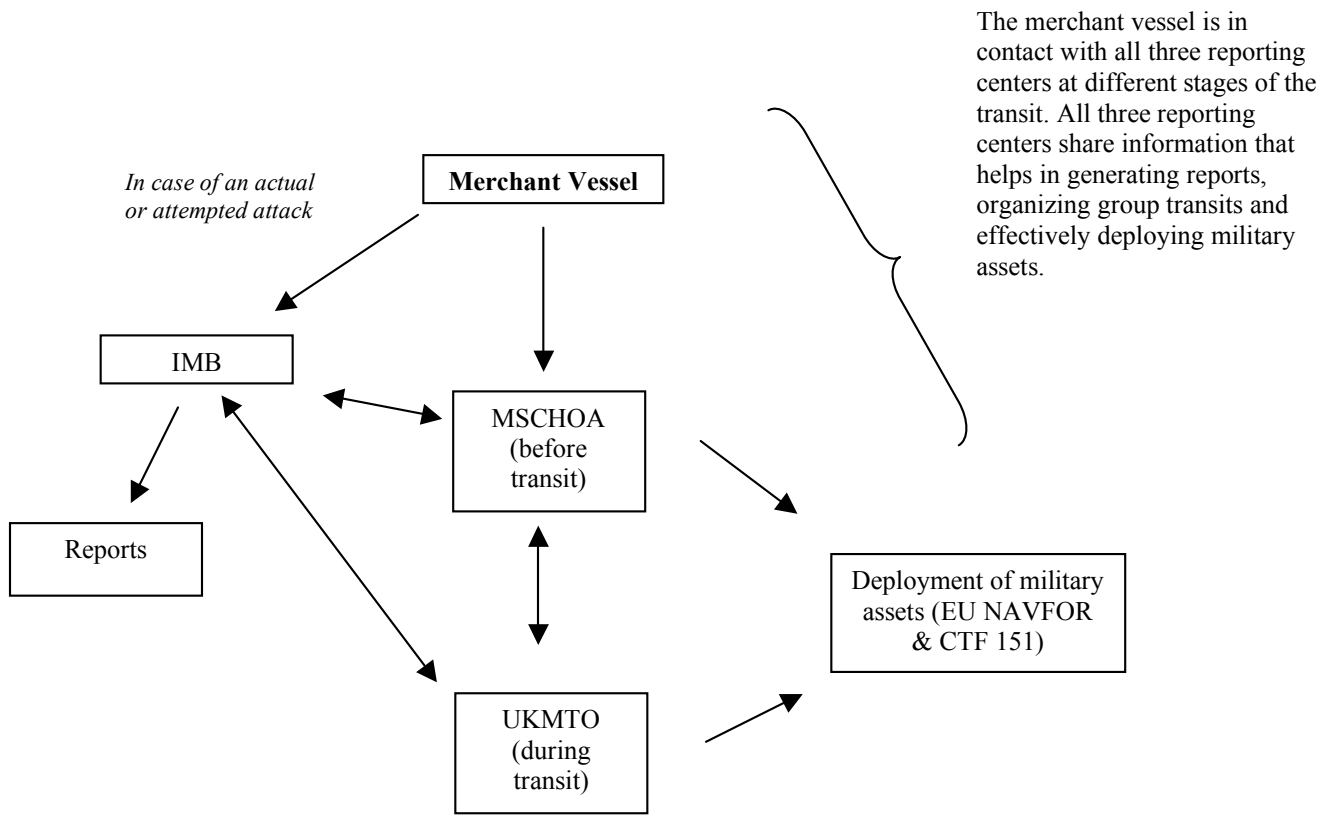 The merchant vessel is in
contact with all three reporting
centers at different stages of the
transit. All three reporting
centers share information that
helps in generating reports,
organizing group transits and
effectively deploying military
assets.
In case of an actual
or attempted attack
Merchant Vessel
IMB
MSCHOA
(before
transit)
Reports
Deployment of military
assets (EU NAVFOR
& CTF 151)
UKMTO
(during
transit)